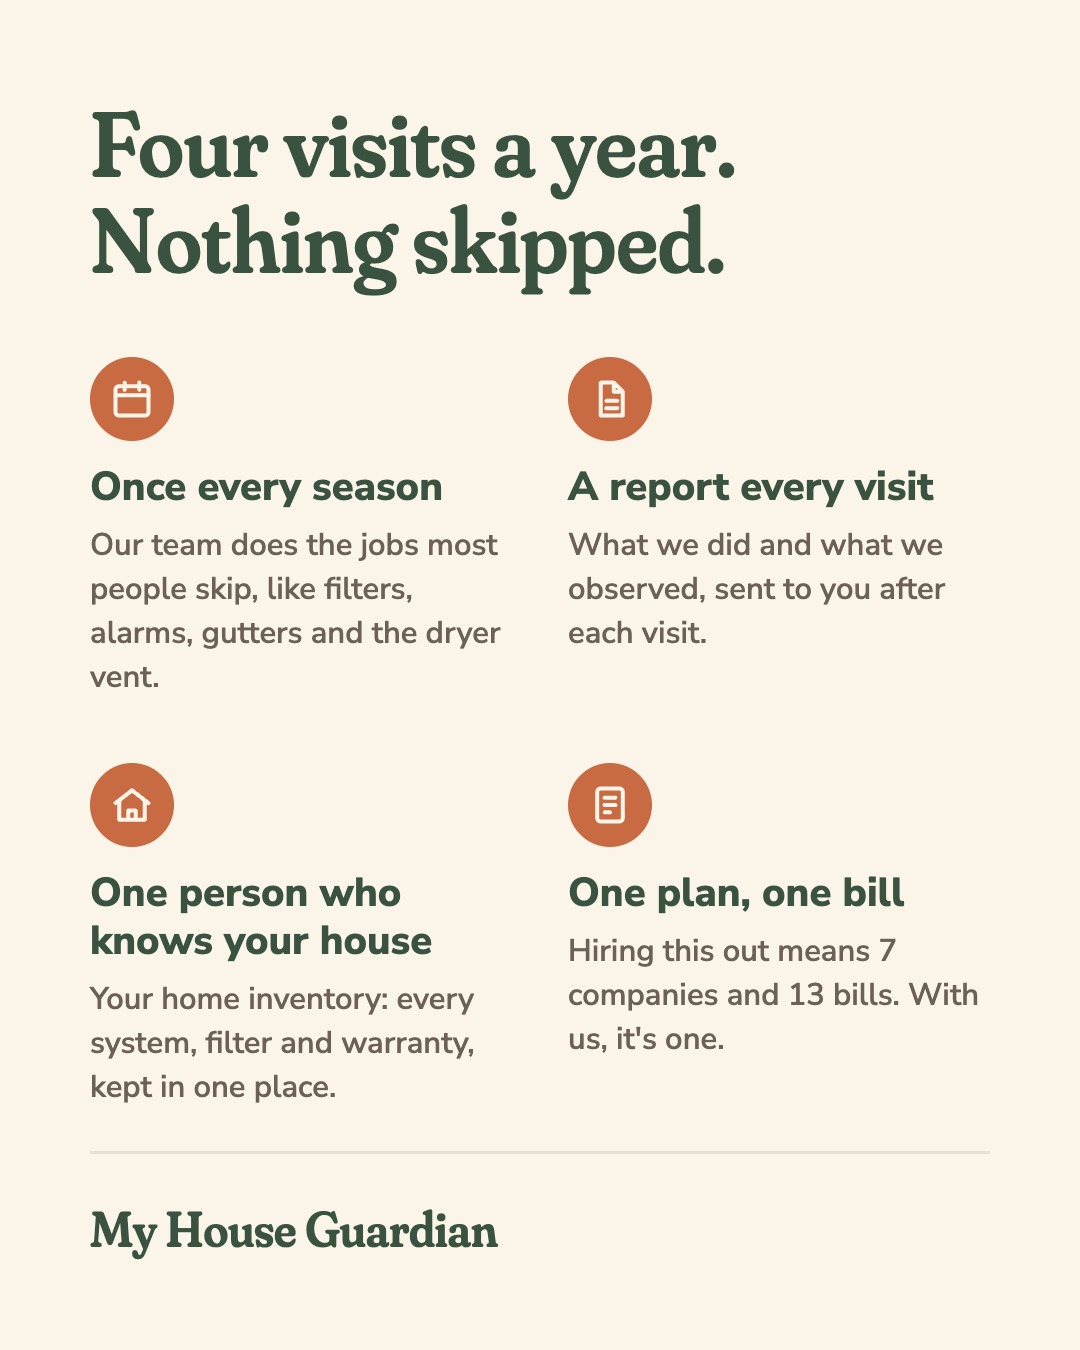 Four visits a year.
Nothing skipped.
Once every season
Our team does the jobs most
people skip, like filters,
alarms, gutters and the dryer
vent.
A report every visit
What we did and what we
observed, sent to you after
each visit.
One person who
knows your house
Your home inventory: every
system, filter and warranty,
kept in one place.
One plan, one bill
Hiring this out means 7
companies and 13 bills. With
us, it's one.
My House Guardian